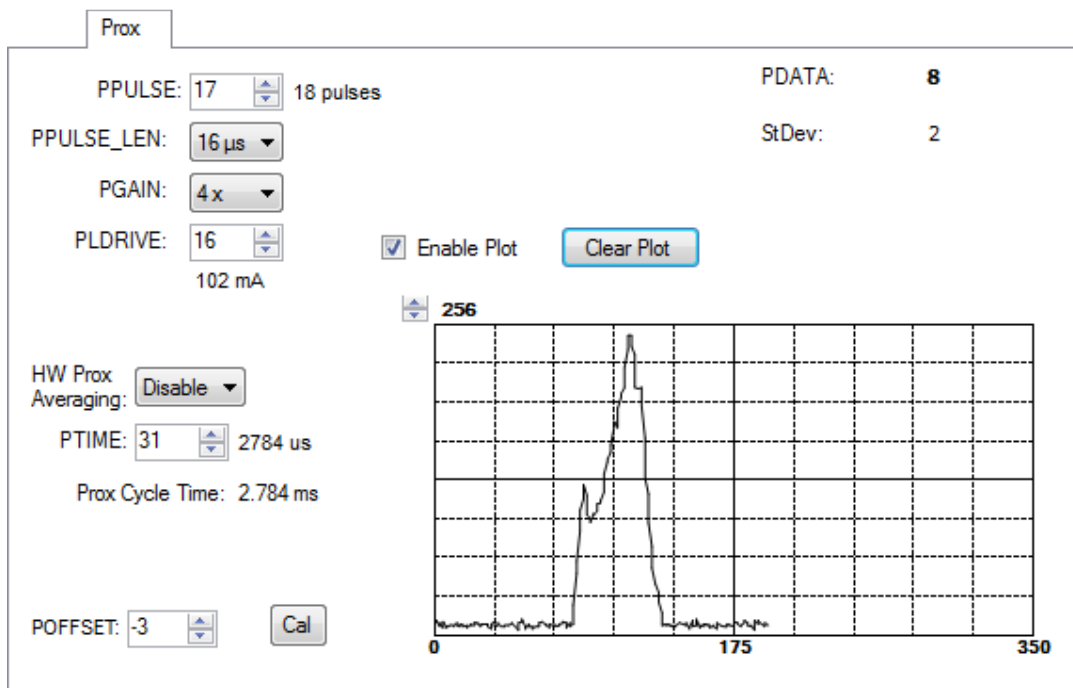 Prox
PPULSE: 17 18 pulses
PDATA: 8
PPULSE_LEN: 16 µs
StDev: 2
PGAIN: 4 x
PLDRIVE: 16
102 mA
Enable Plot Clear Plot
256
HW Prox
Averaging: Disable
PTIME: 31 2784 us
Prox Cycle Time: 2.784 ms
POFFSET: -3 Cal
0 175 350